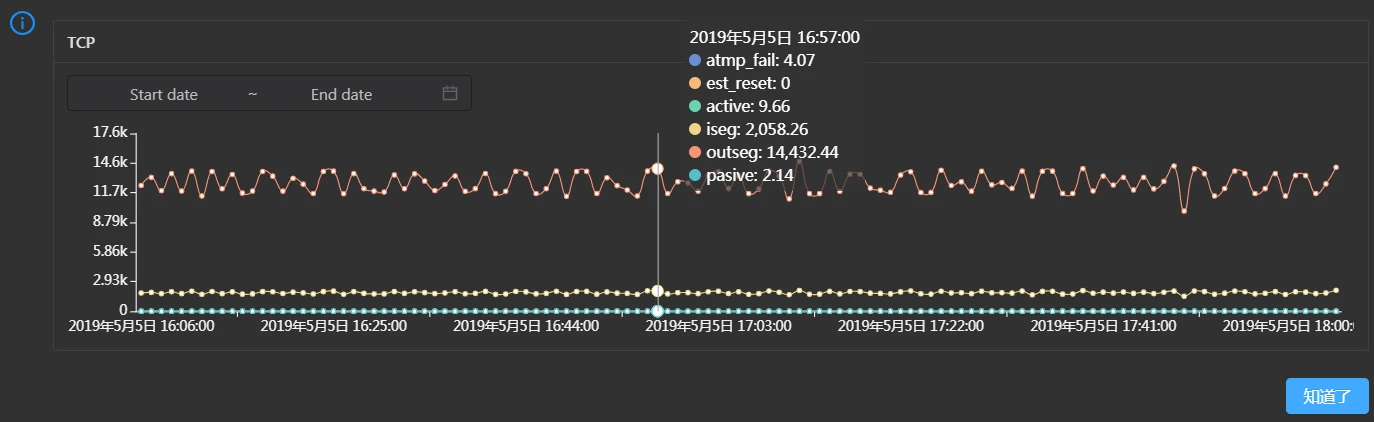 TCP
Start date ~ End date
2019年5月5日 16:57:00
atmp_fail: 4.07
est_reset: 0
active: 9.66
iseg: 2,058.26
outseg: 14,432.44
pasive: 2.14
17.6k
14.6k
11.7k
8.79k
5.86k
2.93k
0
2019年5月5日 16:06:00 2019年5月5日 16:25:00 2019年5月5日 16:44:00 2019年5月5日 17:03:00 2019年5月5日 17:22:00 2019年5月5日 17:41:00 2019年5月5日 18:00:
知道了